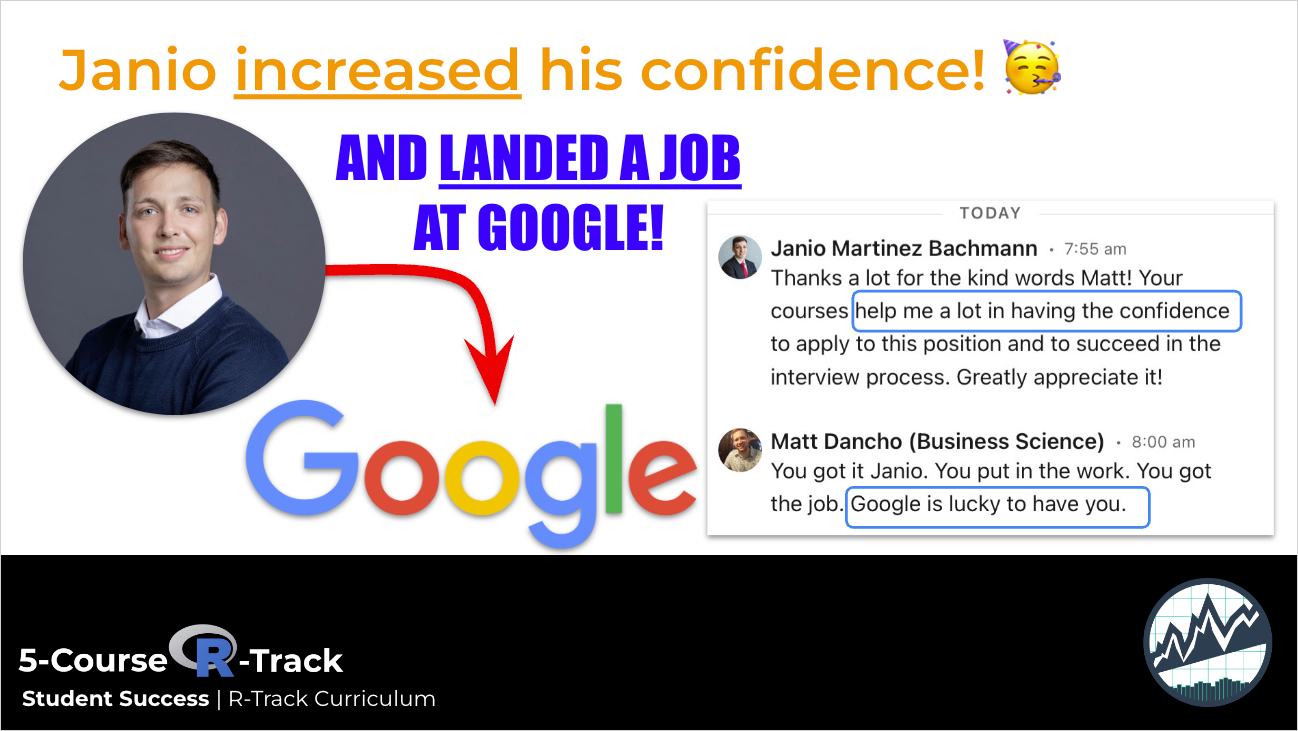 Janio increased his confidence! 🥳
AND LANDED A JOB
AT GOOGLE!
Google
TODAY
Janio Martinez Bachmann • 7:55 am
Thanks a lot for the kind words Matt! Your
courses help me a lot in having the confidence
to apply to this position and to succeed in the
interview process. Greatly appreciate it!
Matt Dancho (Business Science) • 8:00 am
You got it Janio. You put in the work. You got
the job. Google is lucky to have you.
5-Course R-Track
Student Success | R-Track Curriculum